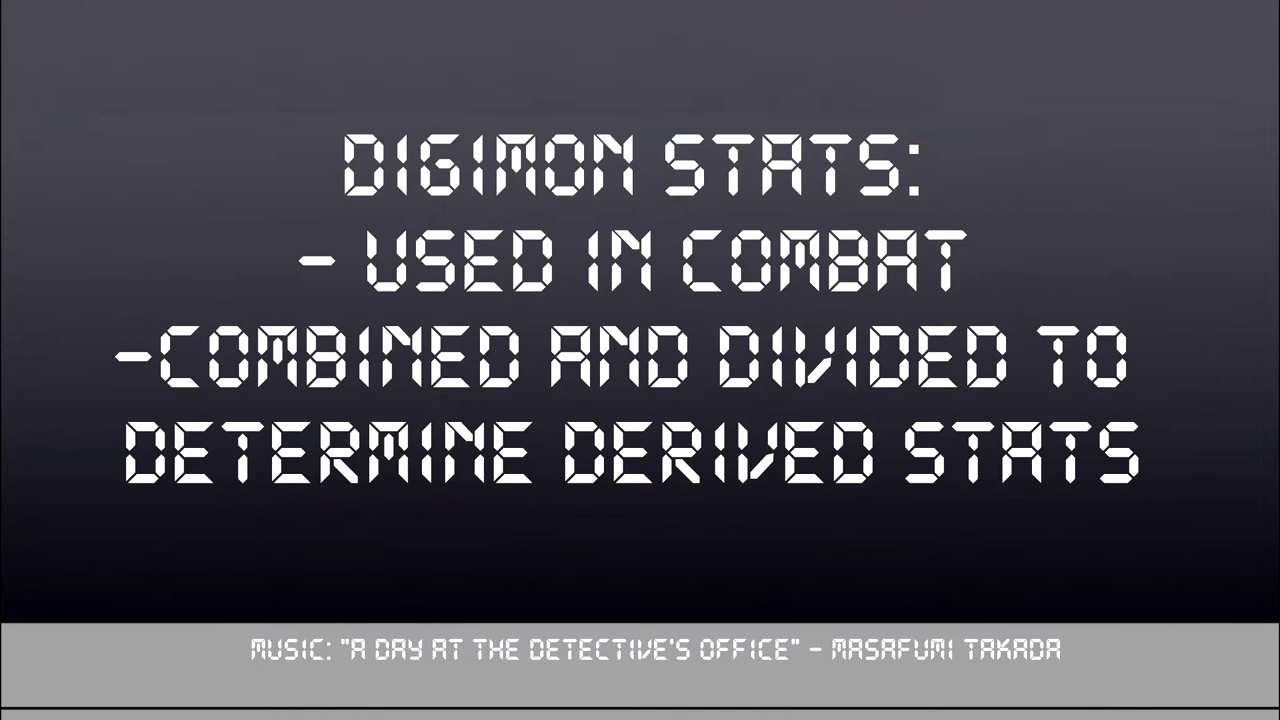 DIGIMON STATS:
- USED IN COMBAT
-COMBINED AND DIVIDED TO
DETERMINE DERIVED STATS
MUSIC: "A DAY AT THE DETECTIVE'S OFFICE" - MASAFUMI TAKADA